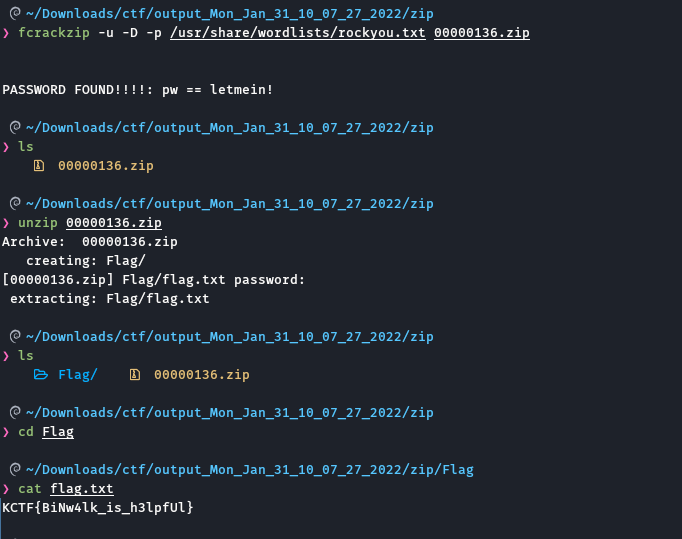 ~/Downloads/ctf/output_Mon_Jan_31_10_07_27_2022/zip
❯ fcrackzip -u -D -p /usr/share/wordlists/rockyou.txt 00000136.zip
PASSWORD FOUND!!!!: pw == letmein!
~/Downloads/ctf/output_Mon_Jan_31_10_07_27_2022/zip
❯ ls
00000136.zip
~/Downloads/ctf/output_Mon_Jan_31_10_07_27_2022/zip
❯ unzip 00000136.zip
Archive:  00000136.zip
   creating: Flag/
[00000136.zip] Flag/flag.txt password:
 extracting: Flag/flag.txt
~/Downloads/ctf/output_Mon_Jan_31_10_07_27_2022/zip
❯ ls
Flag/ 00000136.zip
~/Downloads/ctf/output_Mon_Jan_31_10_07_27_2022/zip
❯ cd Flag
~/Downloads/ctf/output_Mon_Jan_31_10_07_27_2022/zip/Flag
❯ cat flag.txt
KCTF{BiNw4lk_is_h3lpfUl}